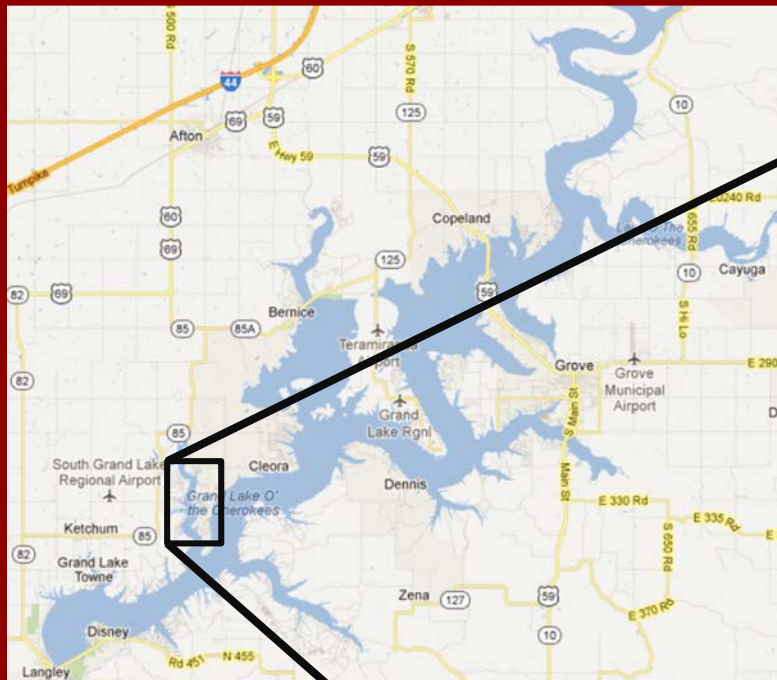 S 500 Rd
60
44
69
59
Afton
E Hwy 59
59
S 570 Rd
125
10
Turnpike
60
69
Copeland
E0240 Rd
Cherokees
655 Rd
Cayuga
125
10
82
69
59
Bernice
85
85A
S Hi Lo
Teramiranda
Airport
Grove
E 290
Grove
Municipal
Airport
82
Grand
Lake Rgnl
S Main St
D
85
South Grand Lake
Regional Airport
Cleora
Grand Lake O'
the Cherokees
Dennis
Main St
E 330 Rd
E 335 Rd
E
Ketchum
85
82
S 650 Rd
Grand Lake
Towne
Zena
127
59
E 370 Rd
Disney
10
Rd 451
N 455
Langley